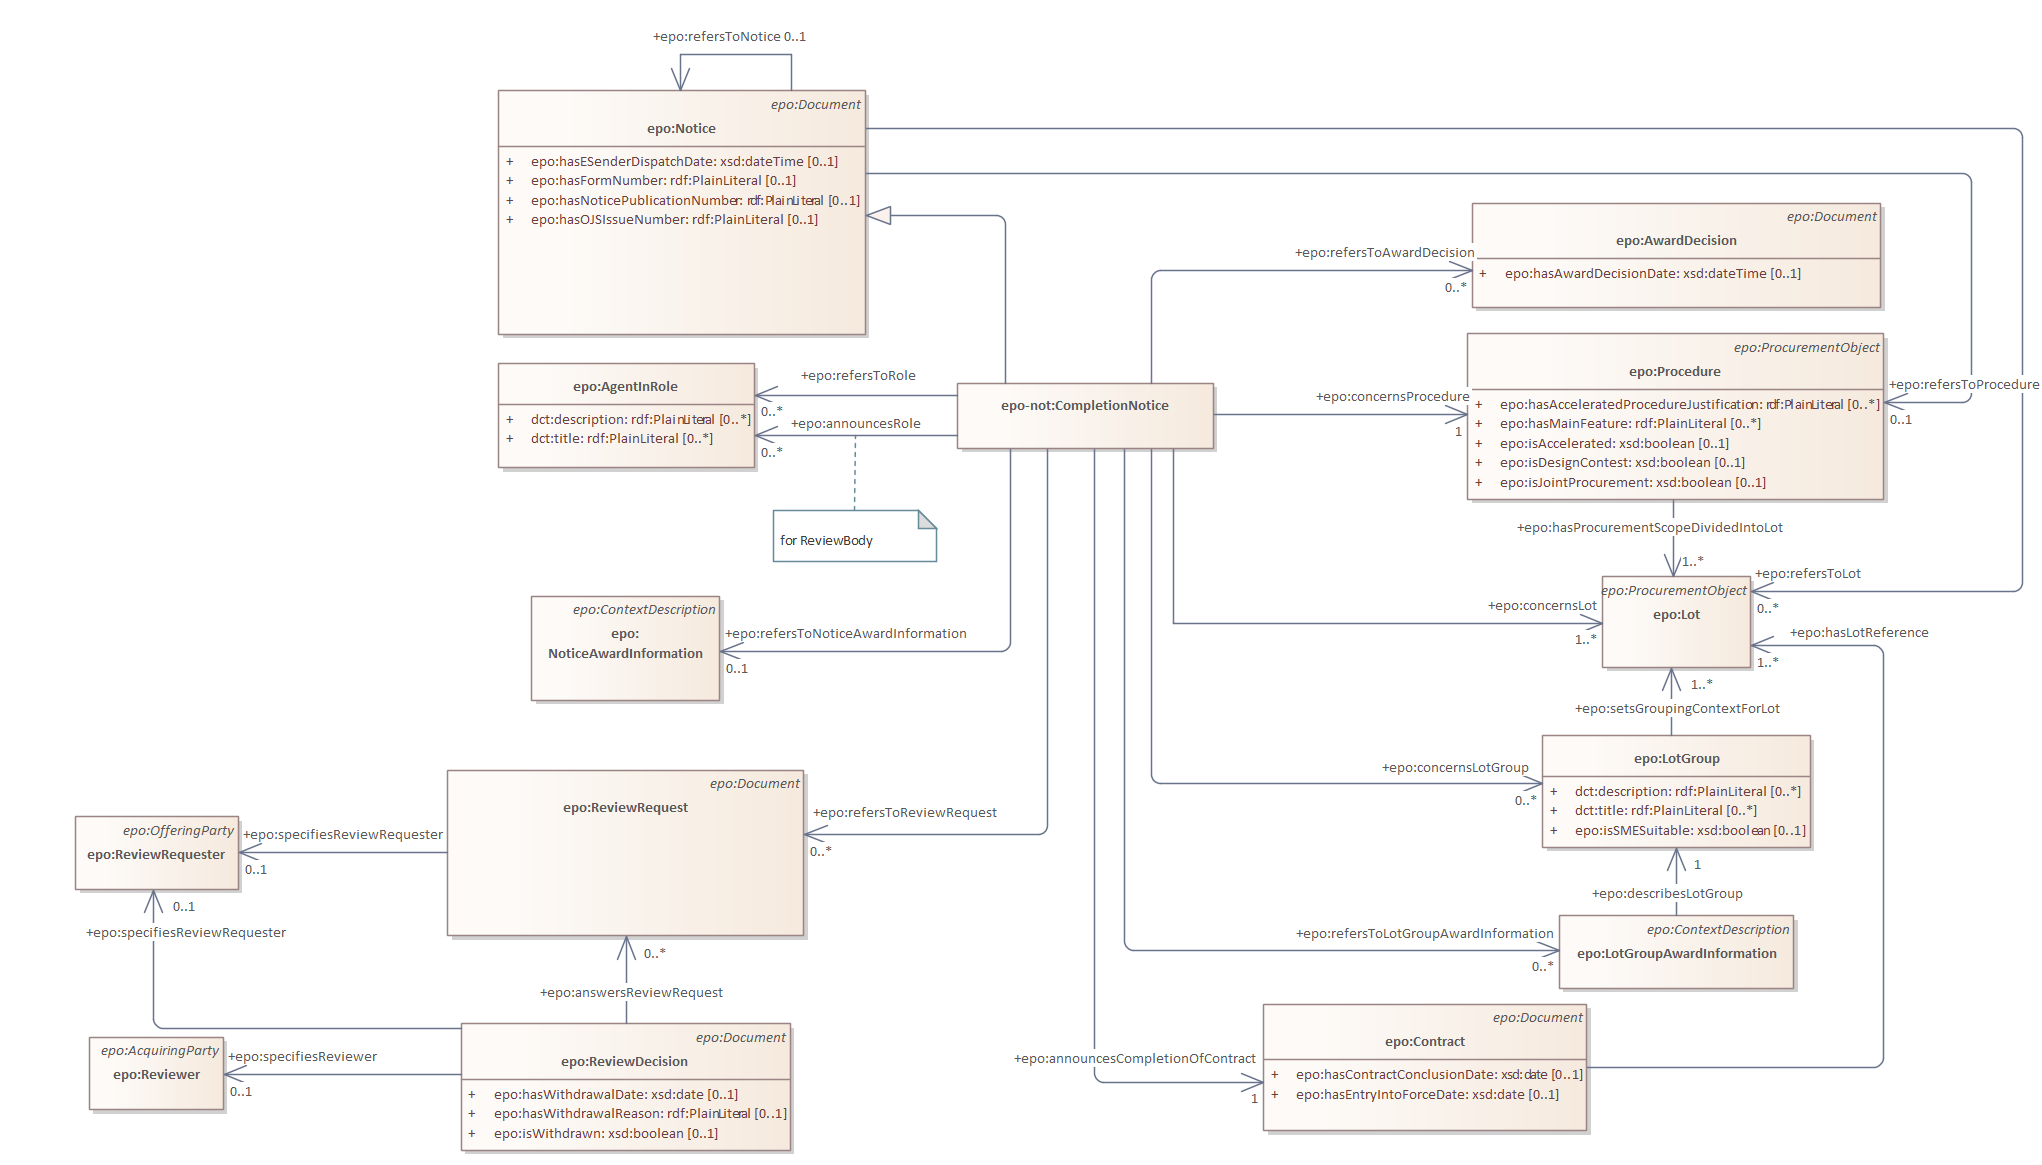 +epo:refersToNotice 0..1
epo:Document
epo:Notice
+ epo:hasESenderDispatchDate: xsd:dateTime [0..1]
+ epo:hasFormNumber: rdf:PlainLiteral [0..1]
+ epo:hasNoticePublicationNumber: rdf:PlainLiteral [0..1]
+ epo:hasOJSIssueNumber: rdf:PlainLiteral [0..1]
epo:Document
epo:AwardDecision
+ epo:hasAwardDecisionDate: xsd:dateTime [0..1]
+epo:refersToAwardDecision
0..*
epo:ProcurementObject
epo:Procedure
+ epo:hasAcceleratedProcedureJustification: rdf:PlainLiteral [0..*]
+ epo:hasMainFeature: rdf:PlainLiteral [0..*]
+ epo:isAccelerated: xsd:boolean [0..1]
+ epo:isDesignContest: xsd:boolean [0..1]
+ epo:isJointProcurement: xsd:boolean [0..1]
+epo:refersToProcedure
0..1
+epo:concernsProcedure
1
epo:AgentInRole
+ dct:description: rdf:PlainLiteral [0..*]
+ dct:title: rdf:PlainLiteral [0..*]
+epo:refersToRole
0..*
+epo:announcesRole
0..*
epo-not:CompletionNotice
for ReviewBody
+epo:hasProcurementScopeDividedIntoLot
1..*
epo:ProcurementObject
epo:Lot
+epo:refersToLot
0..*
+epo:concernsLot
1..*
+epo:hasLotReference
1..*
epo:ContextDescription
epo:
NoticeAwardInformation
+epo:refersToNoticeAwardInformation
0..1
1..*
+epo:setsGroupingContextForLot
epo:LotGroup
+ dct:description: rdf:PlainLiteral [0..*]
+ dct:title: rdf:PlainLiteral [0..*]
+ epo:isSMESuitable: xsd:boolean [0..1]
+epo:concernsLotGroup
0..*
epo:Document
epo:ReviewRequest
+epo:refersToReviewRequest
0..*
epo:OfferingParty
epo:ReviewRequester
+epo:specifiesReviewRequester
0..1
0..1
+epo:specifiesReviewRequester
1
+epo:describesLotGroup
epo:ContextDescription
epo:LotGroupAwardInformation
+epo:refersToLotGroupAwardInformation
0..*
0..*
+epo:answersReviewRequest
epo:Document
epo:ReviewDecision
+ epo:hasWithdrawalDate: xsd:date [0..1]
+ epo:hasWithdrawalReason: rdf:PlainLiteral [0..1]
+ epo:isWithdrawn: xsd:boolean [0..1]
epo:AcquiringParty
epo:Reviewer
+epo:specifiesReviewer
0..1
epo:Document
epo:Contract
+ epo:hasContractConclusionDate: xsd:date [0..1]
+ epo:hasEntryIntoForceDate: xsd:date [0..1]
+epo:announcesCompletionOfContract
1